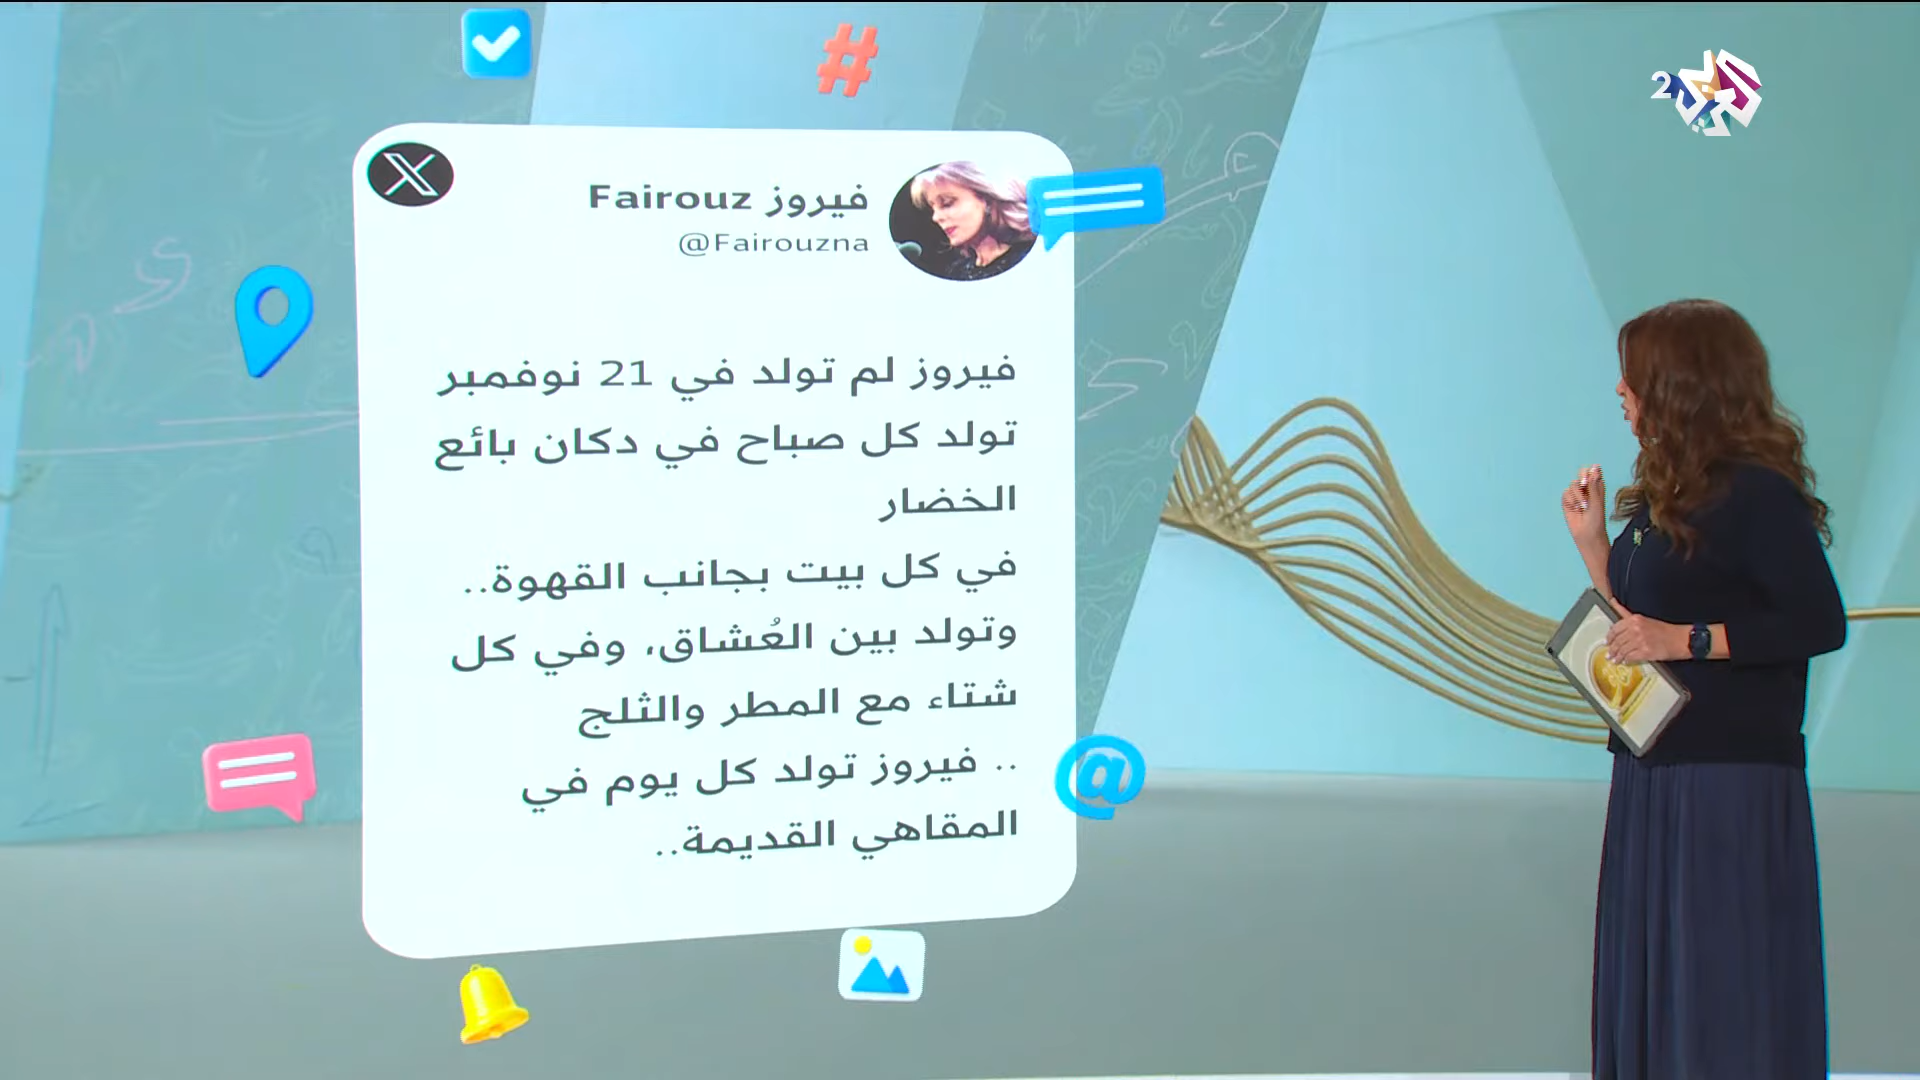 فيروز Fairouz
@Fairouzna
فيروز لم تولد في 21 نوفمبر
تولد كل صباح في دكان بائع
الخضار
في كل بيت بجانب القهوة..
وتولد بين العُشاق، وفي كل
شتاء مع المطر والثلج
.. فيروز تولد كل يوم في
المقاهي القديمة..
العربي 2